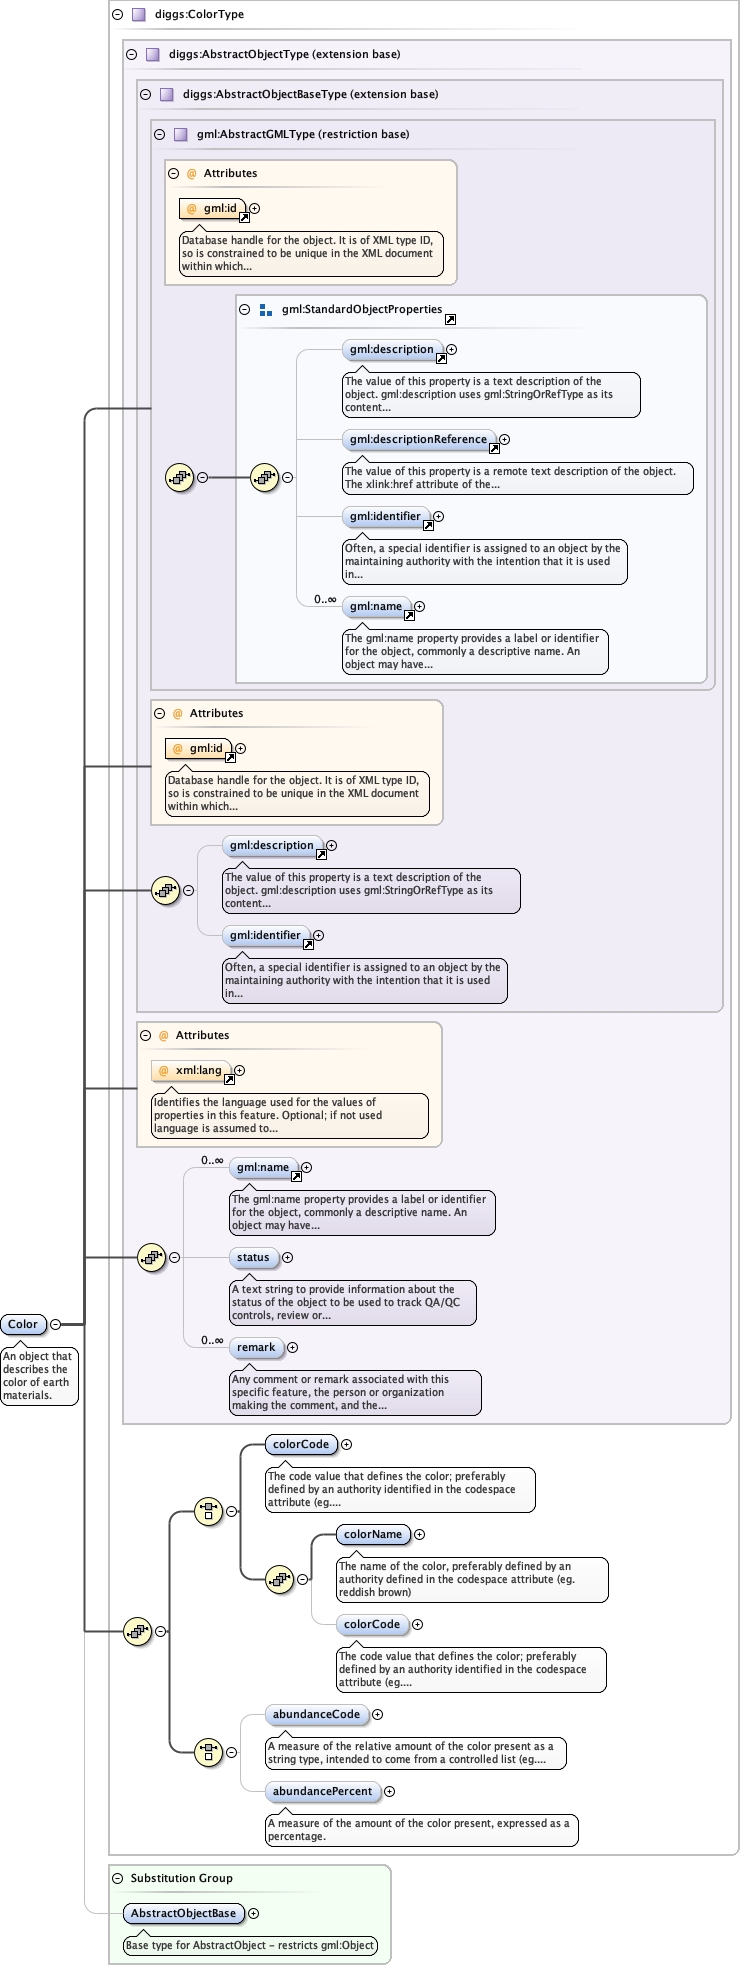 diggs:ColorType
diggs:AbstractObjectType (extension base)
diggs:AbstractObjectBaseType (extension base)
gml:AbstractGMLType (restriction base)
@ Attributes
@ gml:id
Database handle for the object. It is of XML type ID,
so is constrained to be unique in the XML document
within which...
gml:StandardObjectProperties
gml:description
The value of this property is a text description of the
object. gml:description uses gml:StringOrRefType as its
content...
gml:descriptionReference
The value of this property is a remote text description of the object.
The xlink:href attribute of the...
gml:identifier
Often, a special identifier is assigned to an object by the
maintaining authority with the intention that it is used
in...
0..∞
gml:name
The gml:name property provides a label or identifier
for the object, commonly a descriptive name. An
object may have...
@ Attributes
@ gml:id
Database handle for the object. It is of XML type ID,
so is constrained to be unique in the XML document
within which...
gml:description
The value of this property is a text description of the
object. gml:description uses gml:StringOrRefType as its
content...
gml:identifier
Often, a special identifier is assigned to an object by the
maintaining authority with the intention that it is used
in...
@ Attributes
@ xml:lang
Identifies the language used for the values of
properties in this feature. Optional; if not used
language is assumed to...
0..∞
gml:name
The gml:name property provides a label or identifier
for the object, commonly a descriptive name. An
object may have...
status
A text string to provide information about the
status of the object to be used to track QA/QC
controls, review or...
Color
An object that
describes the
color of earth
materials.
0..∞
remark
Any comment or remark associated with this
specific feature, the person or organization
making the comment, and the...
colorCode
The code value that defines the color; preferably
defined by an authority identified in the codespace
attribute (eg....
colorName
The name of the color, preferably defined by an
authority defined in the codespace attribute (eg.
reddish brown)
colorCode
The code value that defines the color; preferably
defined by an authority identified in the codespace
attribute (eg....
abundanceCode
A measure of the relative amount of the color present as a
string type, intended to come from a controlled list (eg....
abundancePercent
A measure of the amount of the color present, expressed as a
percentage.
Substitution Group
AbstractObjectBase
Base type for AbstractObject - restricts gml:Object